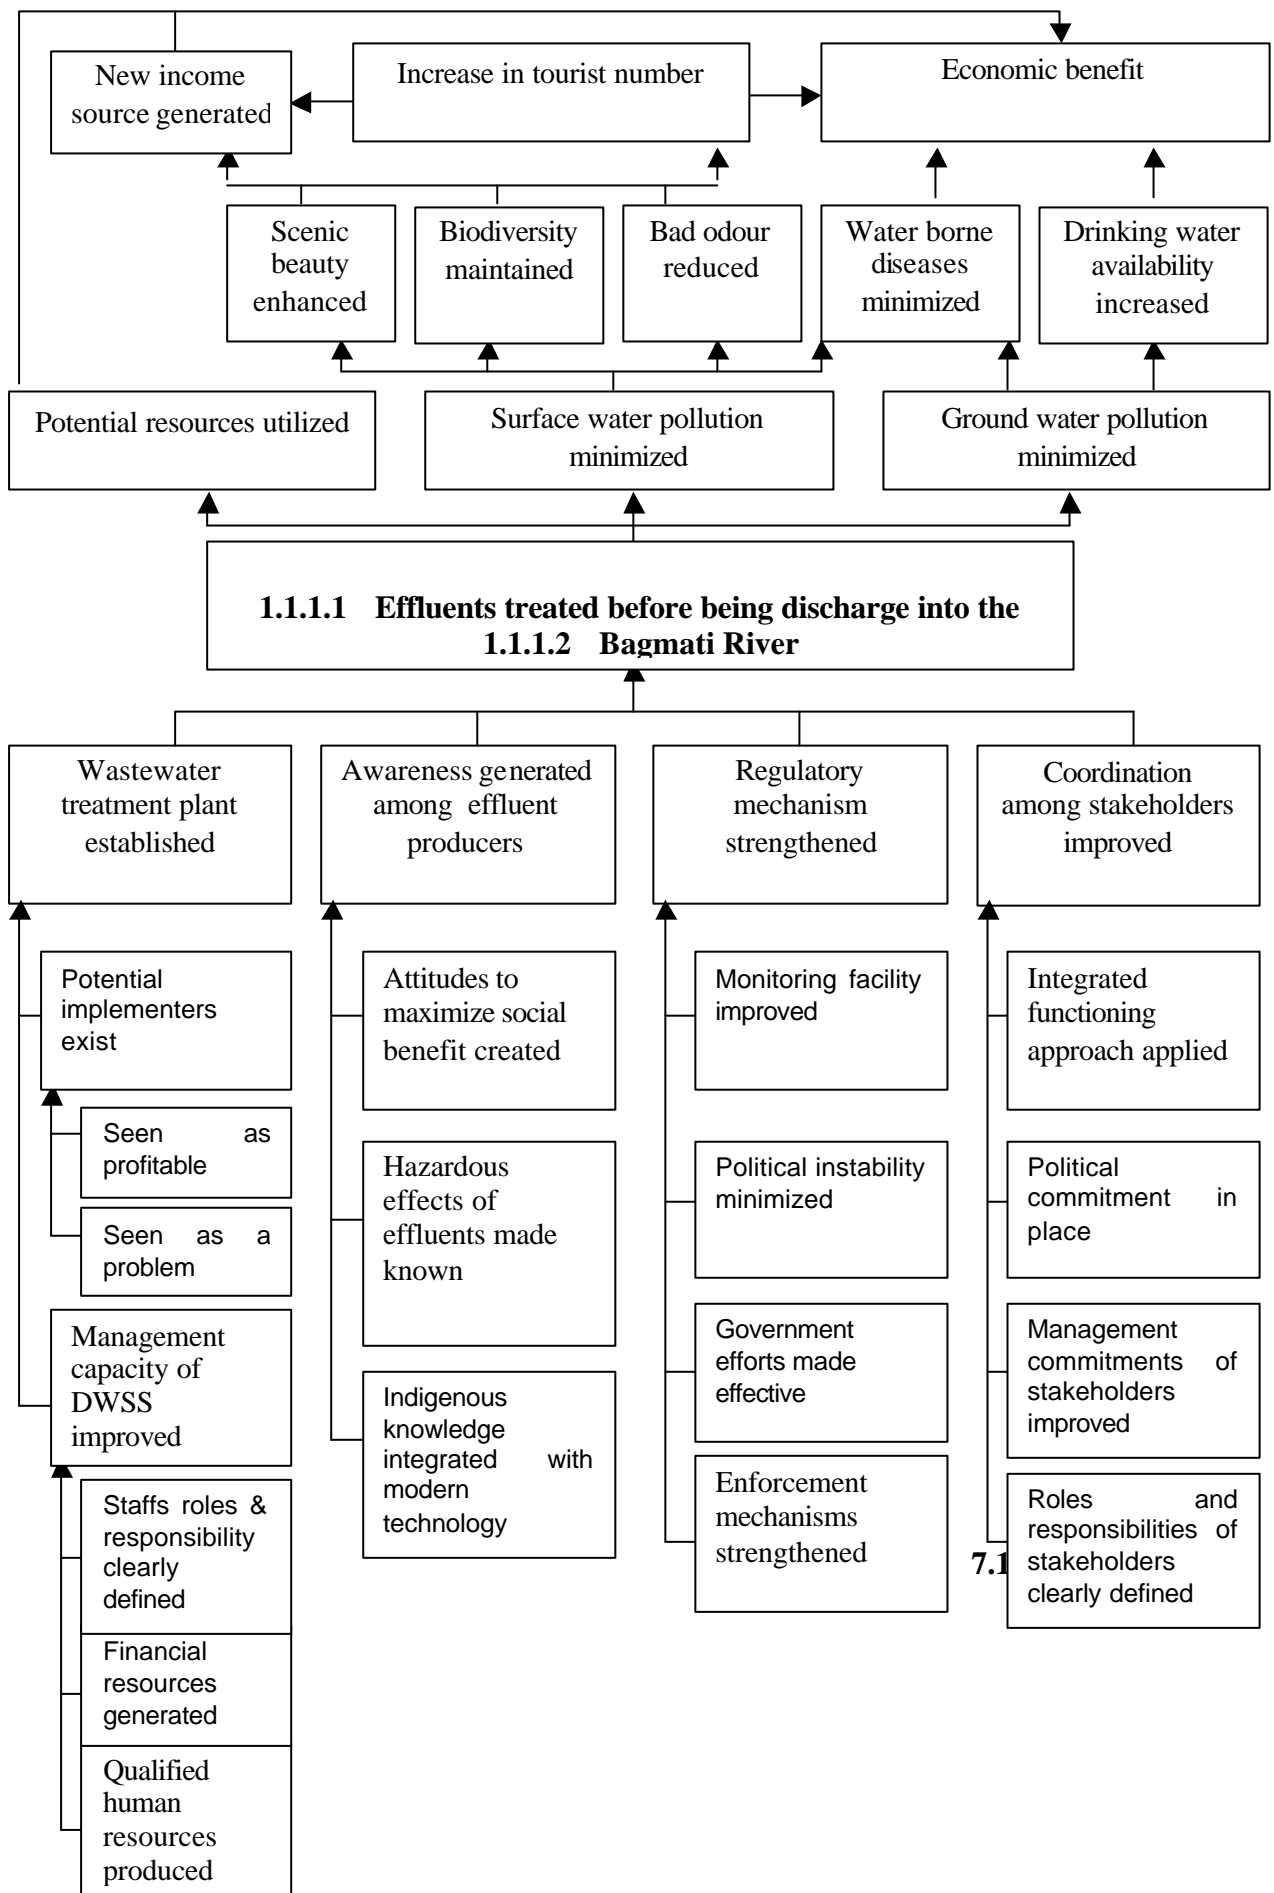 New income
source generated
Increase in tourist number
Economic benefit
Scenic
beauty
enhanced
Biodiversity
maintained
Bad odour
reduced
Water borne
diseases
minimized
Drinking water
availability
increased
Potential resources utilized
Surface water pollution
minimized
Ground water pollution
minimized
1.1.1.1 Effluents treated before being discharge into the
1.1.1.2 Bagmati River
Wastewater
treatment plant
established
Awareness generated
among effluent
producers
Regulatory
mechanism
strengthened
Coordination
among stakeholders
improved
Potential
implementers
exist
Seen as
profitable
Seen as a
problem
Management
capacity of
DWSS
improved
Staffs roles &
responsibility
clearly
defined
Financial
resources
generated
Qualified
human
resources
produced
Attitudes to
maximize social
benefit created
Hazardous
effects of
effluents made
known
Indigenous
knowledge
integrated with
modern
technology
Monitoring facility
improved
Political instability
minimized
Government
efforts made
effective
Enforcement
mechanisms
strengthened
Integrated
functioning
approach applied
Political
commitment in
place
Management
commitments of
stakeholders
improved
7.1
Roles and
responsibilities of
stakeholders
clearly defined